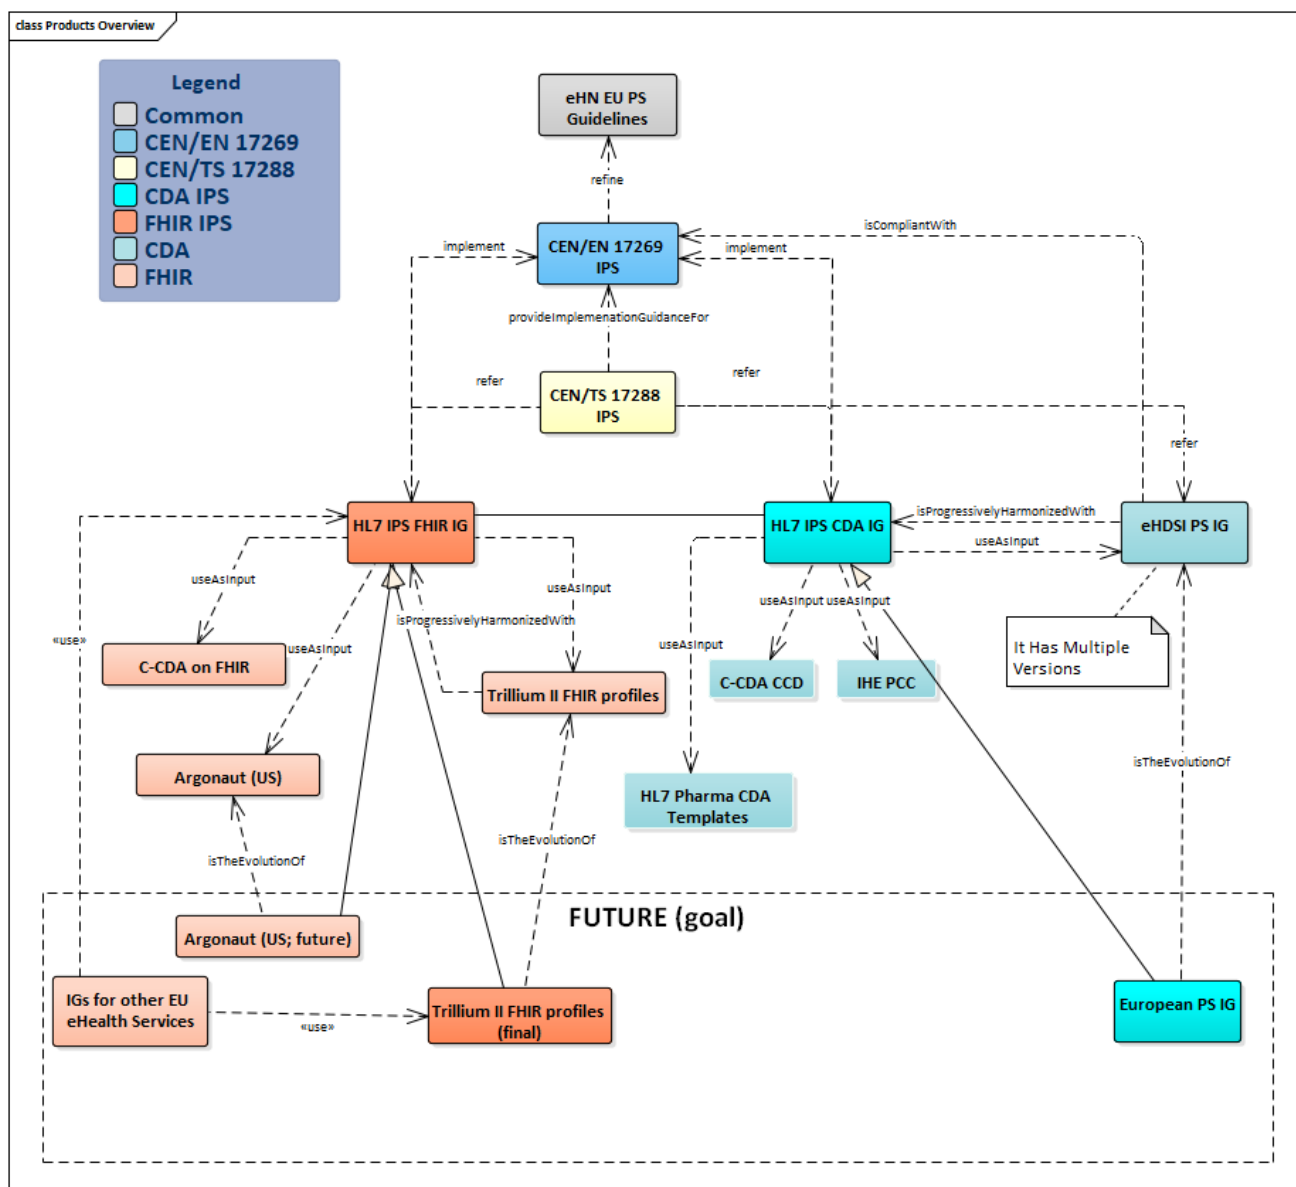 class Products Overview
Legend
Common
CEN/EN 17269
CEN/TS 17288
CDA IPS
FHIR IPS
CDA
FHIR
eHN EU PS
Guidelines
refine
isCompliantWith
implement
CEN/EN 17269
IPS
implement
provideImplemenationGuidanceFor
refer
CEN/TS 17288
IPS
refer
refer
HL7 IPS FHIR IG
HL7 IPS CDA IG
isProgressivelyHarmonizedWith
eHDSI PS IG
useAsInput
useAsInput
useAsInput
useAsInput
useAsInput
isProgressivelyHarmonizedWith
«use»
useAsInput
useAsInput
It Has Multiple
Versions
C-CDA on FHIR
C-CDA CCD
IHE PCC
Trillium II FHIR profiles
Argonaut (US)
isTheEvolutionOf
HL7 Pharma CDA
Templates
isTheEvolutionOf
isTheEvolutionOf
FUTURE (goal)
Argonaut (US; future)
IGs for other EU
eHealth Services
«use»
Trillium II FHIR profiles
(final)
European PS IG